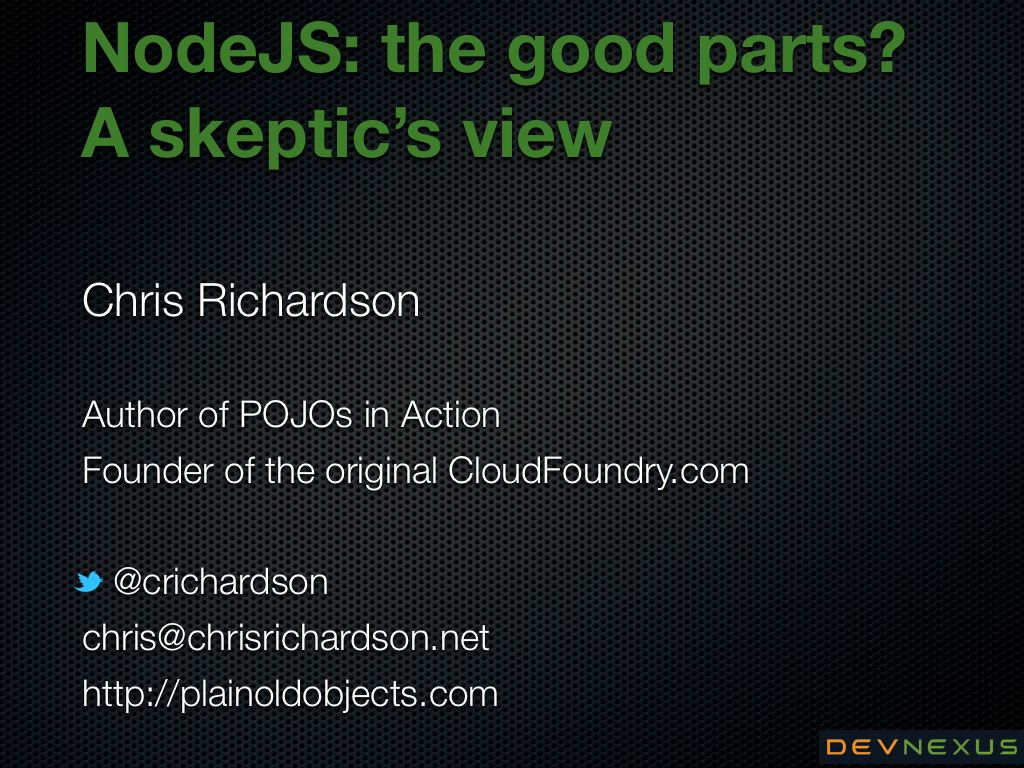 NodeJS: the good parts?
A skeptic’s view
Chris Richardson
Author of POJOs in Action
Founder of the original CloudFoundry.com
@crichardson
chris@chrisrichardson.net
http://plainoldobjects.com
DEVNEXUS